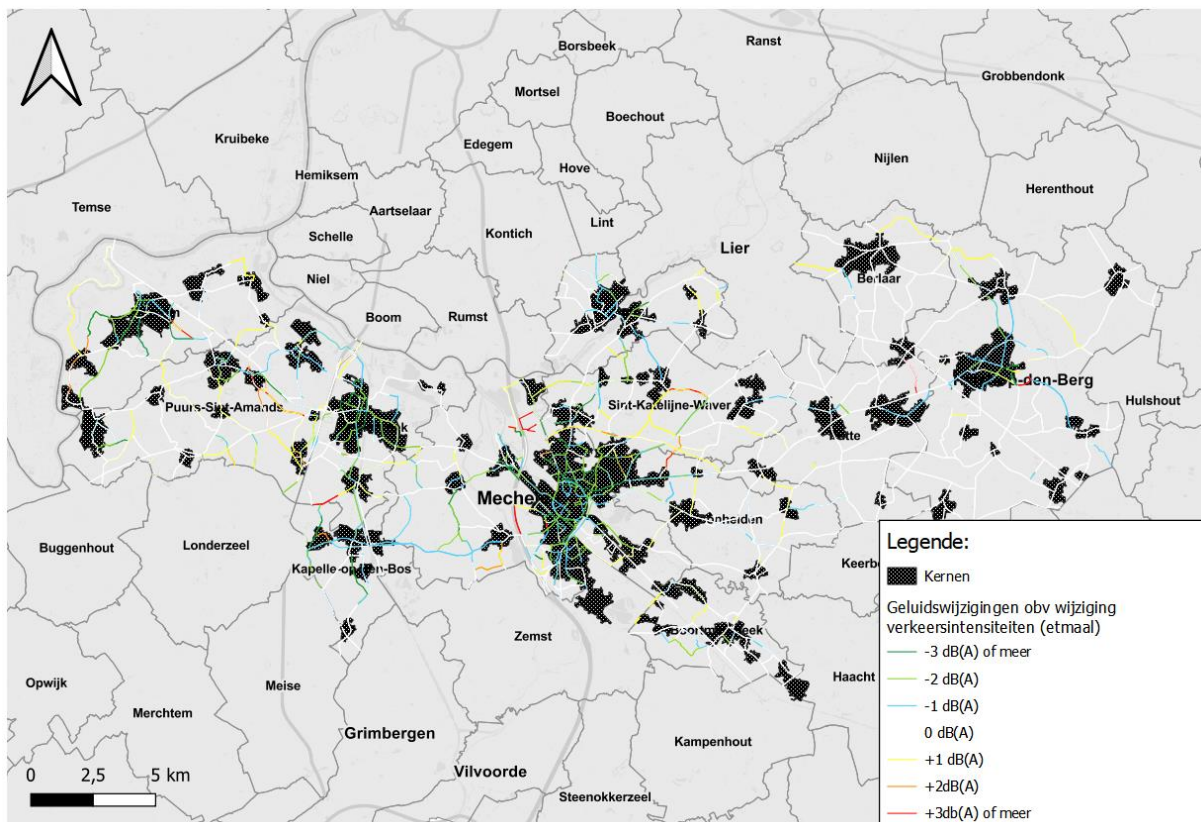 Borsbeek
Ranst
Grobbendonk
Mortsel
Boechout
Kruibeke
Edegem
Nijlen
Hove
Hemiksem
Herenthout
Temse
Aartselaar
Lint
Schelle
Kontich
Lier
Niel
Berlaar
Boom
Rumst
-den-Berg
Puurs-Sint-Amands
Sint-Katelijne-Waver
Hulshout
Meche
Buggenhout
Londerzeel
Kapelle-op-den-Bos
Zemst
Haacht
Opwijk
Meise
Merchtem
Grimbergen
Kampenhout
Vilvoorde
Steenokkerzeel
0 2,5 5 km
Legende:
Kernen
Geluidswijzigingen obv wijziging
verkeersintensiteiten (etmaal)
-3 dB(A) of meer
-2 dB(A)
-1 dB(A)
0 dB(A)
+1 dB(A)
+2dB(A)
+3db(A) of meer